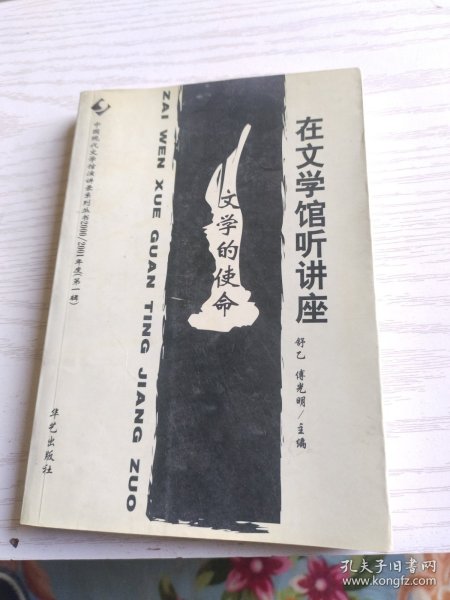 在文学馆听讲座
舒乙 傅光明/主编
文学的使命
ZAI WEN XUE GUAN TING JIANG ZUO
中国现代文学馆演讲录系列丛书2000/2001年度(第一辑)
华艺出版社
孔夫子旧书网
www.kongfz.com